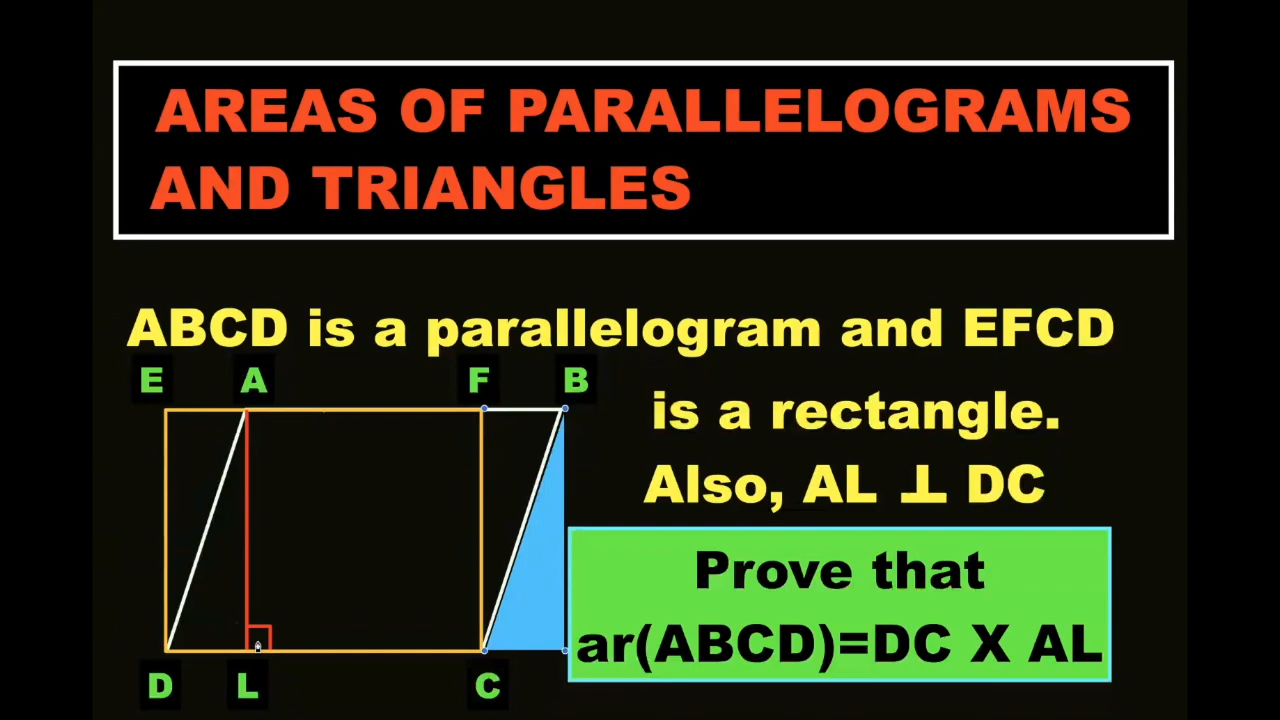 AREAS OF PARALLELOGRAMS
AND TRIANGLES
ABCD is a parallelogram and EFCD
is a rectangle.
Also, AL ⊥ DC
Prove that
ar(ABCD)=DC X AL
E A F B
D L C